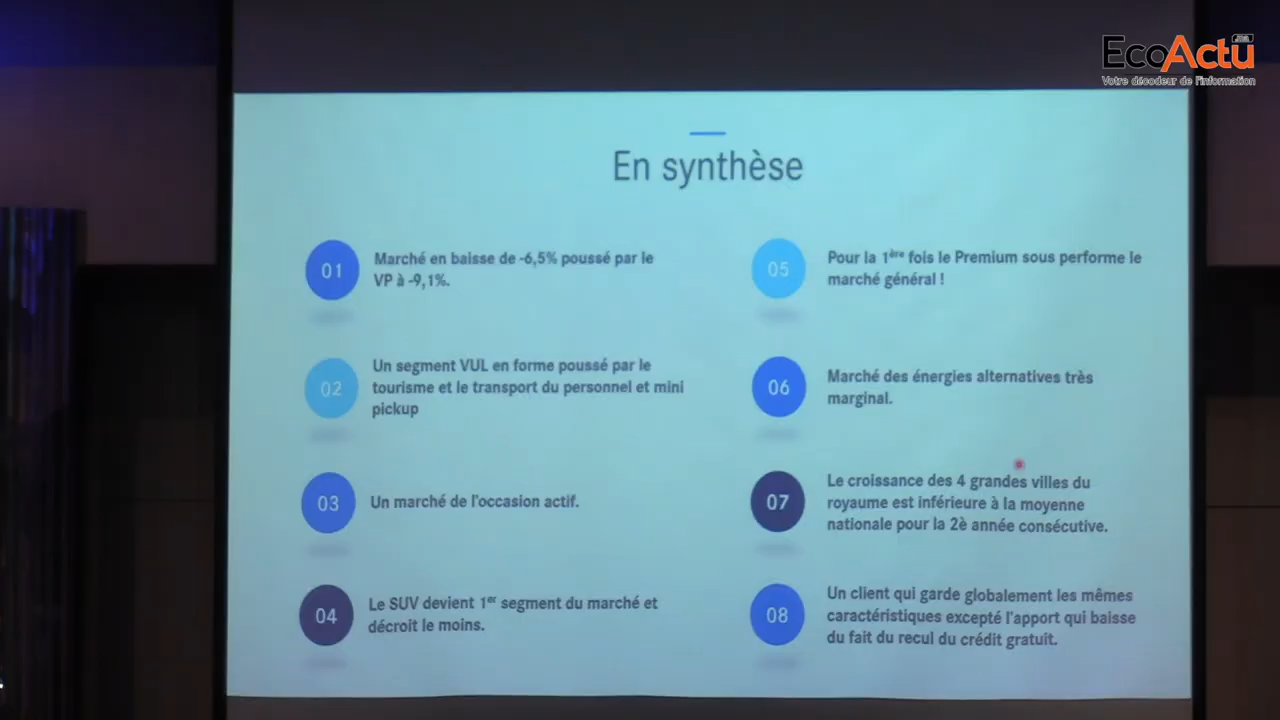 EcoActu
.ma
Votre décodeur de l'information
En synthèse
01
Marché en baisse de -6,5% poussé par le
VP à -9,1%.
02
Un segment VUL en forme poussé par le
tourisme et le transport du personnel et mini
pickup
03
Un marché de l'occasion actif.
04
Le SUV devient 1er segment du marché et
décroit le moins.
05
Pour la 1ère fois le Premium sous performe le
marché général !
06
Marché des énergies alternatives très
marginal.
07
Le croissance des 4 grandes villes du
royaume est inférieure à la moyenne
nationale pour la 2è année consécutive.
08
Un client qui garde globalement les mêmes
caractéristiques excepté l'apport qui baisse
du fait du recul du crédit gratuit.